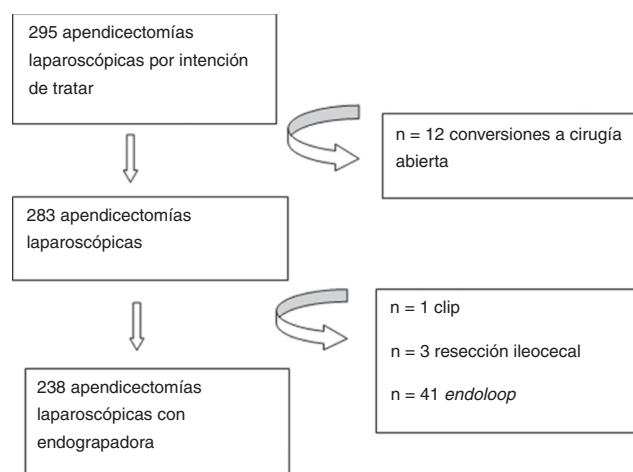 295 apendicectomías
laparoscópicas por intención
de tratar
n = 12 conversiones a cirugía
abierta
283 apendicectomías
laparoscópicas
n = 1 clip
n = 3 resección ileocecal
n = 41 endoloop
238 apendicectomías
laparoscópicas con
endograpadora